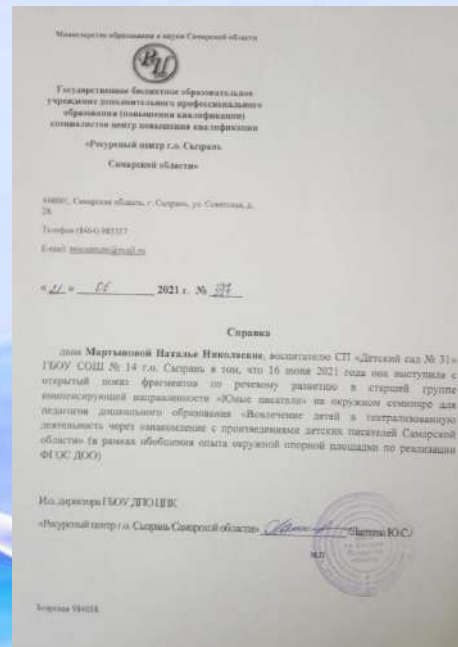 Министерство образования и науки Самарской области
РЦ
Государственное бюджетное образовательное
учреждение дополнительного профессионального
образования (повышения квалификации)
специалистов центр повышения квалификации
«Ресурсный центр г.о. Сызрань
Самарской области»
Самарская область, г. Сызрань, ул. Советская, д.
28,
Телефон
E-mail:
06 2021 г. №
Справка
дана Мартыновой Наталье Николаевне, воспитателю СП «Детский сад № 31»
ГБОУ СОШ № 14 г.о. Сызрань в том, что 16 июня 2021 года она выступила с
открытый показ фрагментов по речевому развитию в старшей группе
компенсирующей направленности «Юные писатели» на окружном семинаре для
педагогов дошкольного образования «Вовлечение детей в театрализованную
деятельность через ознакомление с произведениями детских писателей Самарской
области» (в рамках обобщения опыта окружной опорной площадки по реализации
ФГОС ДОО)
И.о. директора ГБОУ ДПО ЦПК
«Ресурсный центр г.о. Сызрань Самарской области» Ю.С./
М.П.